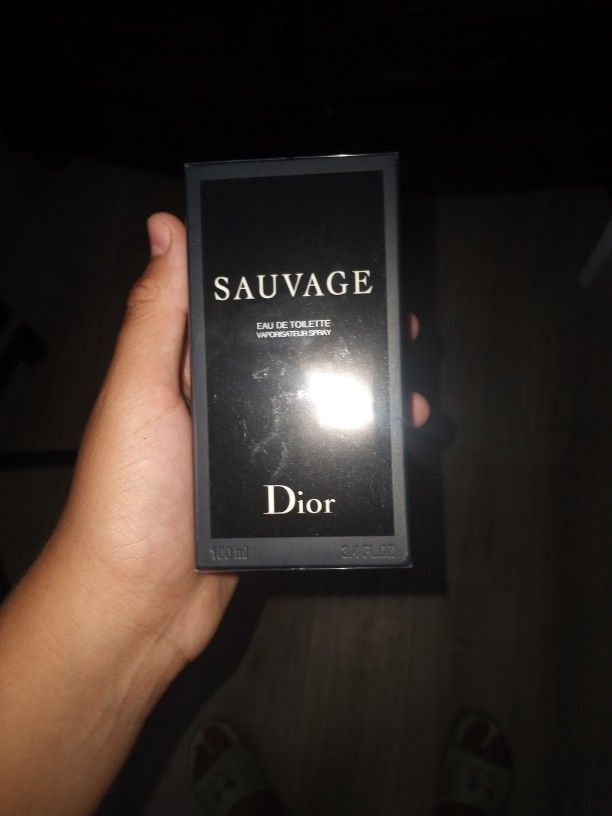 SAUVAGE
EAU DE TOILETTE
VAPORISATEUR SPRAY
Dior
100 ml 3.4 FL.OZ